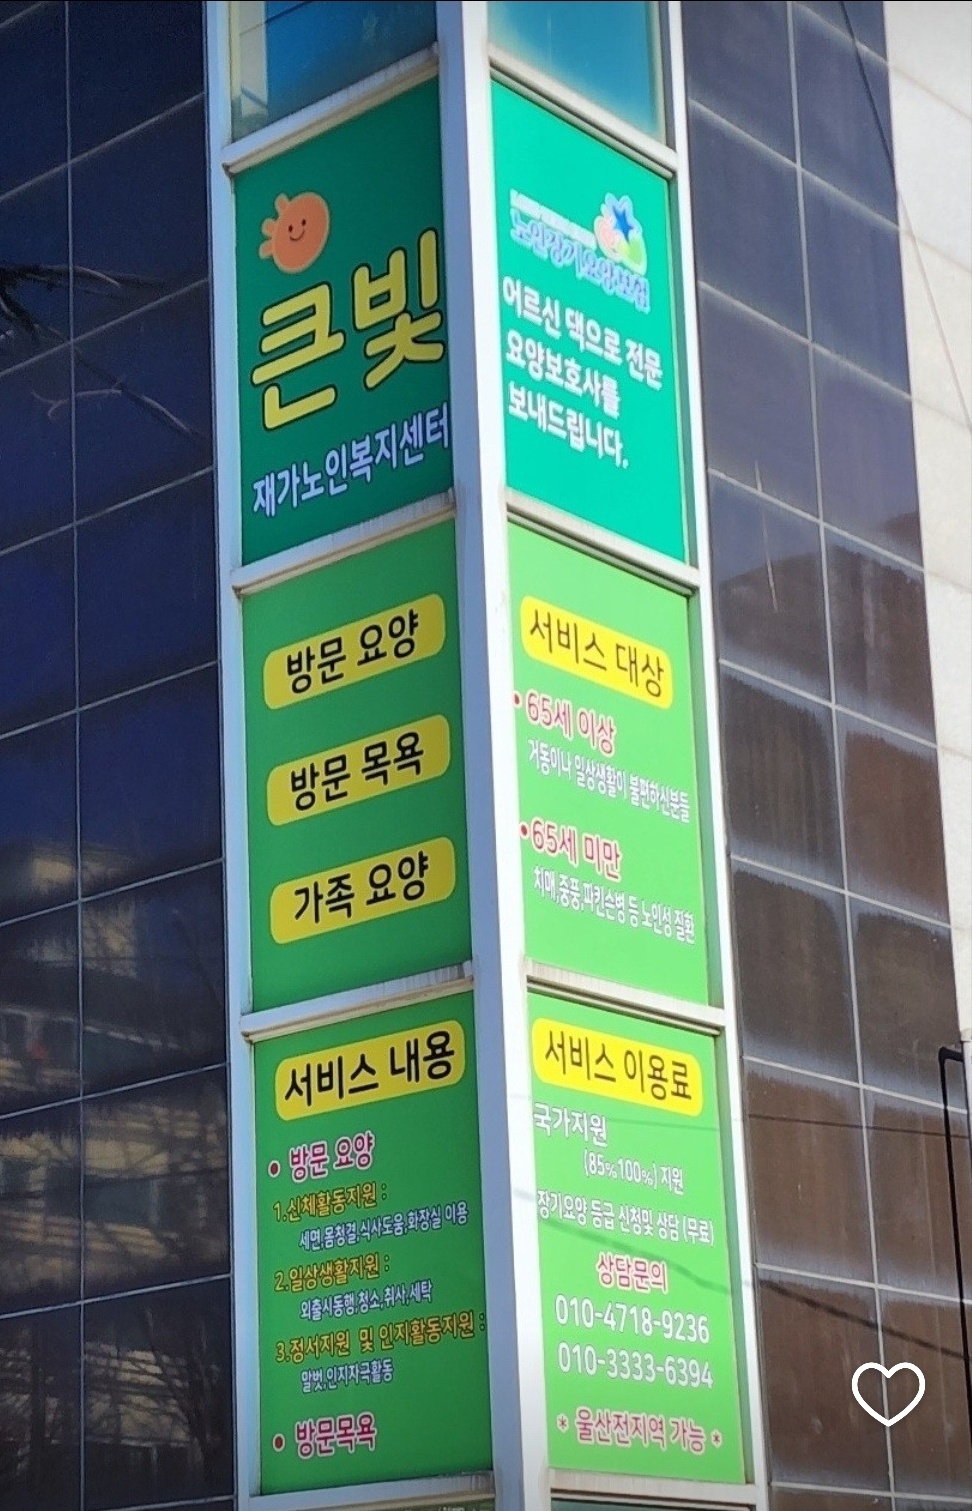 큰빛
재가노인복지센터
방문 요양
방문 목욕
가족 요양
서비스 내용
• 방문 요양
1.신체활동지원 :
세면,몸청결,식사도움,화장실 이용
2.일상생활지원 :
외출시동행,청소,취사,세탁
3.정서지원 및 인지활동지원 :
말벗,인지자극활동
• 방문목욕
노인장기요양보험
어르신 댁으로 전문
요양보호사를
보내드립니다.
서비스 대상
• 65세 이상
거동이나 일상생활이 불편하신분들
• 65세 미만
치매,중풍,파킨슨병 등 노인성 질환
서비스 이용료
국가지원
(85%100%) 지원
장기요양 등급 신청및 상담 (무료)
상담문의
010-4718-9236
010-3333-6394
* 울산전지역 가능 *